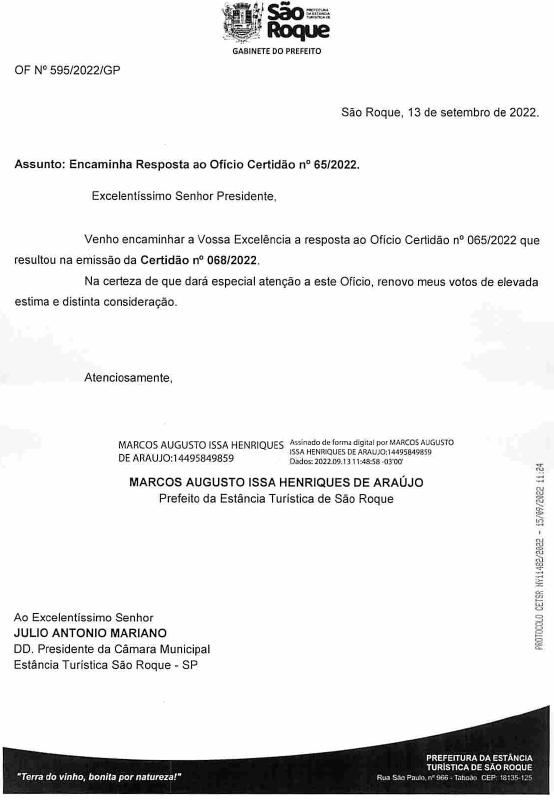 São Roque
PREFEITURA
DA ESTÂNCIA
TURÍSTICA DE
GABINETE DO PREFEITO
OF Nº 595/2022/GP
São Roque, 13 de setembro de 2022.
Assunto: Encaminha Resposta ao Ofício Certidão nº 65/2022.
Excelentíssimo Senhor Presidente,
Venho encaminhar a Vossa Excelência a resposta ao Ofício Certidão nº 065/2022 que
resultou na emissão da Certidão nº 068/2022.
Na certeza de que dará especial atenção a este Ofício, renovo meus votos de elevada
estima e distinta consideração.
Atenciosamente,
MARCOS AUGUSTO ISSA HENRIQUES
DE ARAUJO:14495849859
Assinado de forma digital por MARCOS AUGUSTO
ISSA HENRIQUES DE ARAUJO:14495849859
Dados: 2022.09.13 11:48:58 -03'00'
MARCOS AUGUSTO ISSA HENRIQUES DE ARAÚJO
Prefeito da Estância Turística de São Roque
PROTOCOLO CETSR Nº11482/2022 - 15/09/2022 11:24
Ao Excelentíssimo Senhor
JULIO ANTONIO MARIANO
DD. Presidente da Câmara Municipal
Estância Turística São Roque - SP
"Terra do vinho, bonita por natureza!"
PREFEITURA DA ESTÂNCIA
TURÍSTICA DE SÃO ROQUE
Rua São Paulo, nº 966 - Taboão CEP: 18135-125